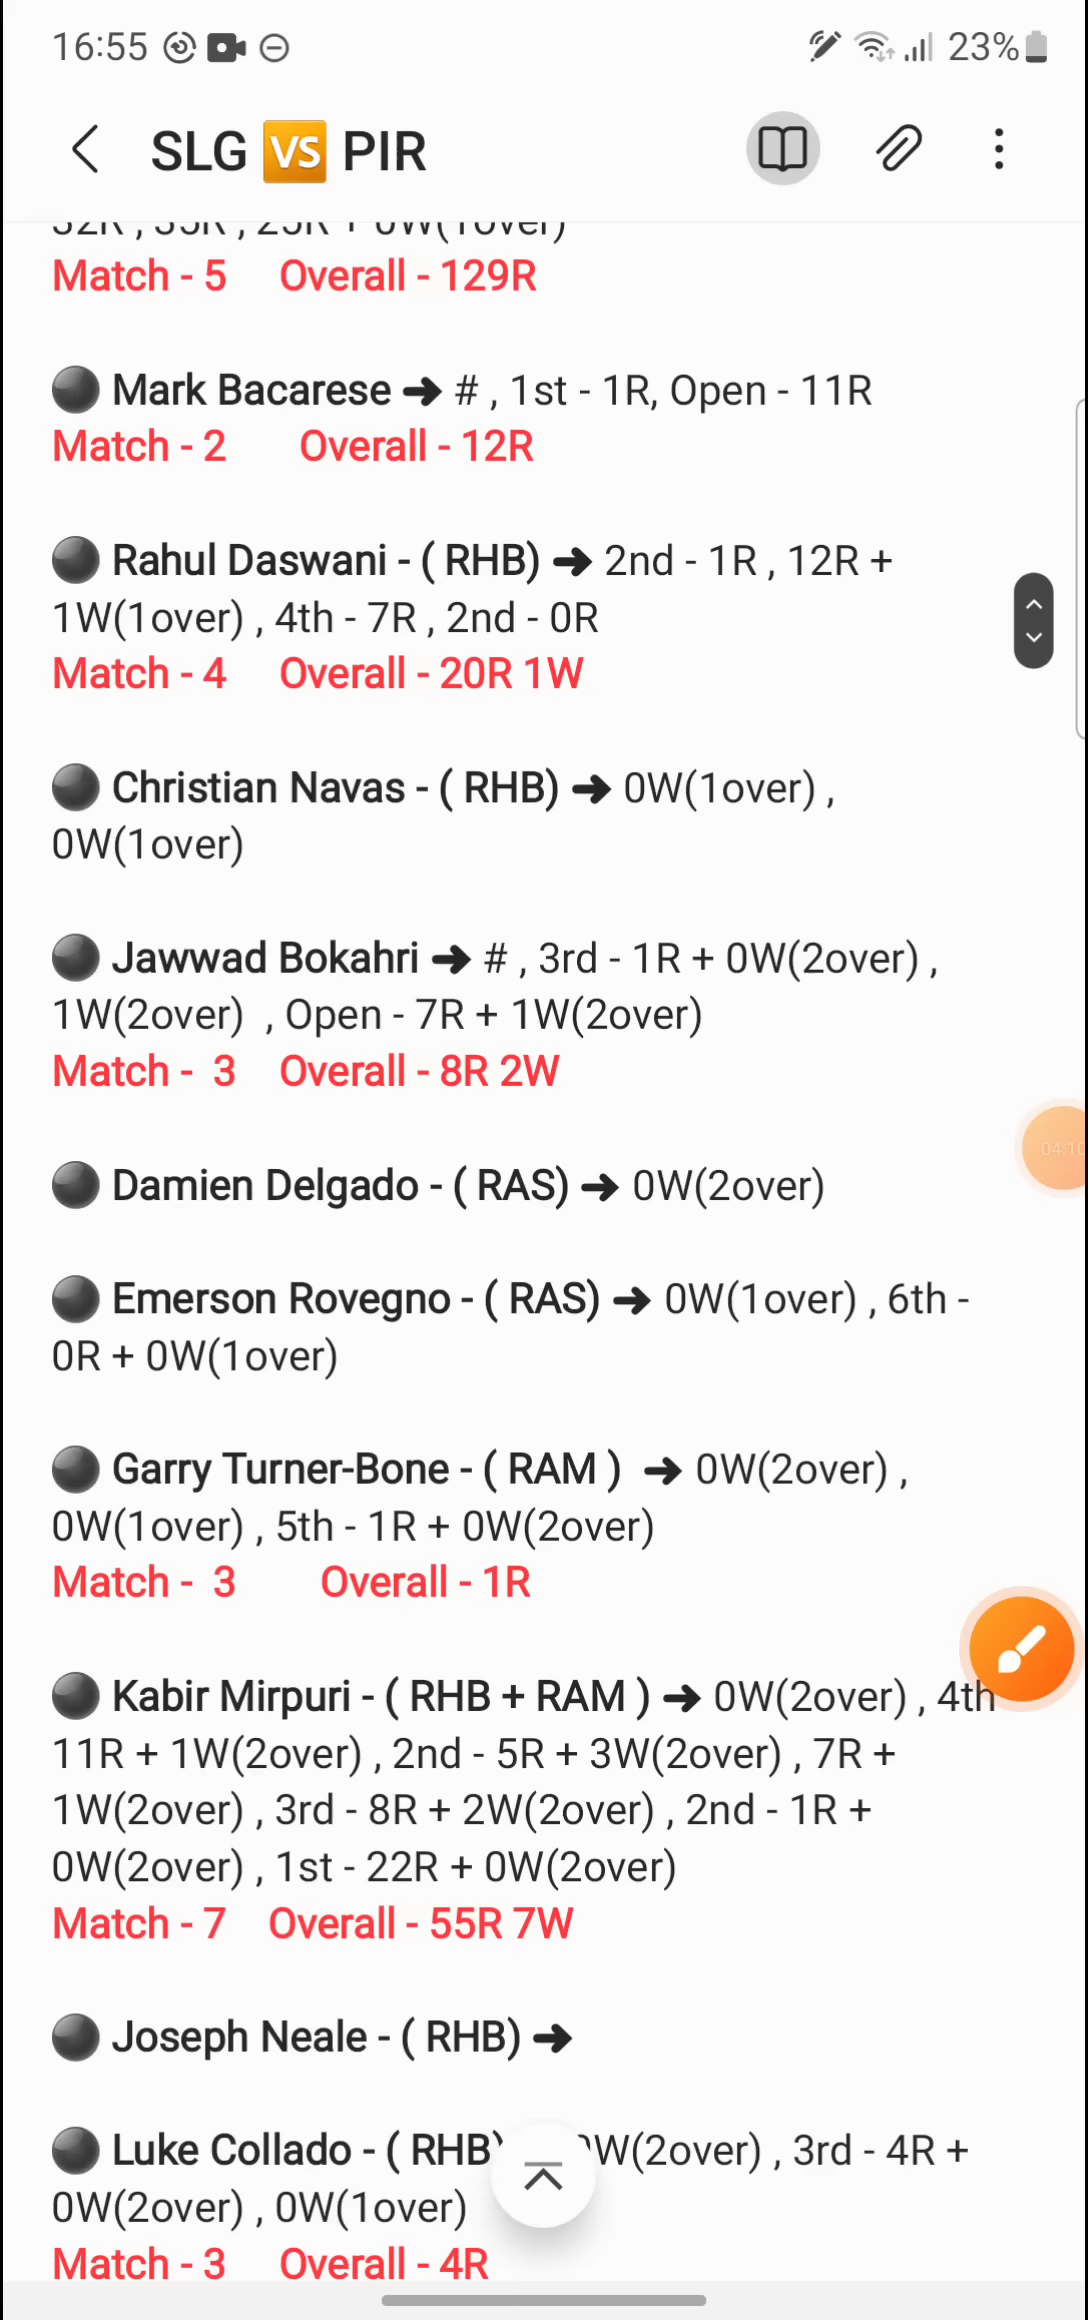 16:55 23%
SLG VS PIR
32R , 35R , 25R + 0W(1over)
Match - 5 Overall - 129R
Mark Bacarese ➔ # , 1st - 1R, Open - 11R
Match - 2 Overall - 12R
Rahul Daswani - ( RHB) ➔ 2nd - 1R , 12R +
1W(1over) , 4th - 7R , 2nd - 0R
Match - 4 Overall - 20R 1W
Christian Navas - ( RHB) ➔ 0W(1over) ,
0W(1over)
Jawwad Bokahri ➔ # , 3rd - 1R + 0W(2over) ,
1W(2over) , Open - 7R + 1W(2over)
Match - 3 Overall - 8R 2W
04:10
Damien Delgado - ( RAS) ➔ 0W(2over)
Emerson Rovegno - ( RAS) ➔ 0W(1over) , 6th -
0R + 0W(1over)
Garry Turner-Bone - ( RAM ) ➔ 0W(2over) ,
0W(1over) , 5th - 1R + 0W(2over)
Match - 3 Overall - 1R
Kabir Mirpuri - ( RHB + RAM ) ➔ 0W(2over) , 4th
11R + 1W(2over) , 2nd - 5R + 3W(2over) , 7R +
1W(2over) , 3rd - 8R + 2W(2over) , 2nd - 1R +
0W(2over) , 1st - 22R + 0W(2over)
Match - 7 Overall - 55R 7W
Joseph Neale - ( RHB) ➔
Luke Collado - ( RHB) W(2over) , 3rd - 4R +
0W(2over) , 0W(1over)
Match - 3 Overall - 4R